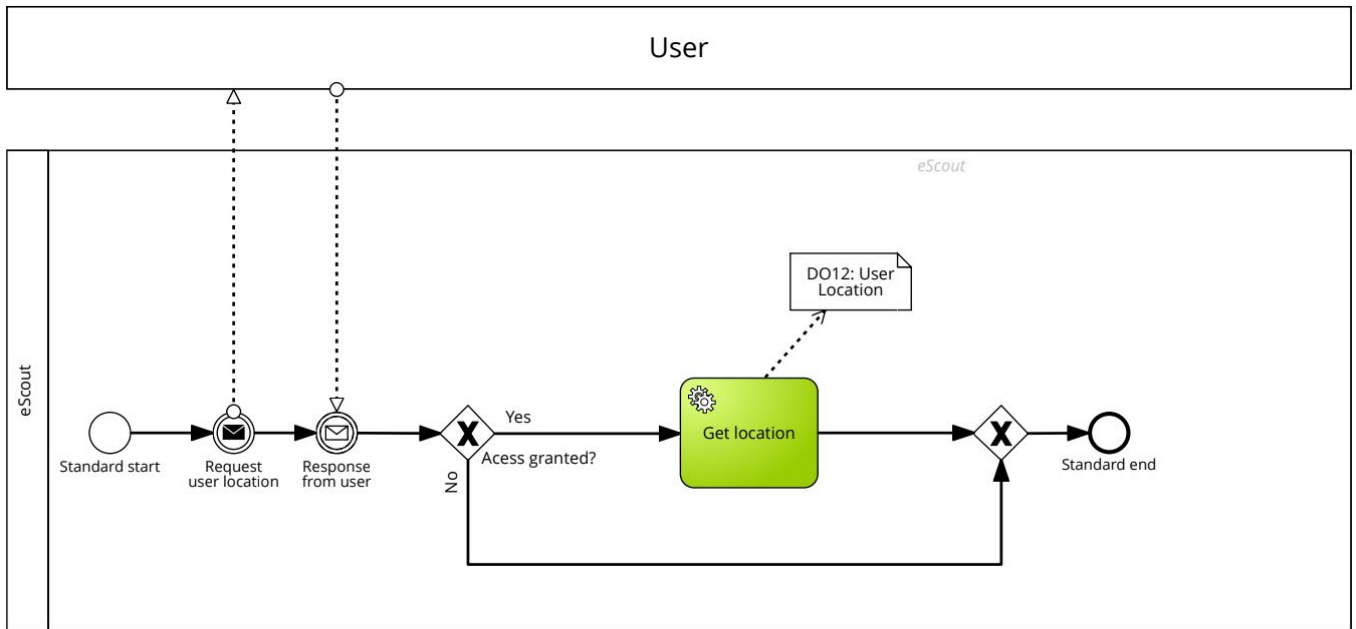 User
eScout
eScout
DO12: User
Location
Yes
Get location
Acess granted?
No
Standard start
Request
user location
Response
from user
Standard end